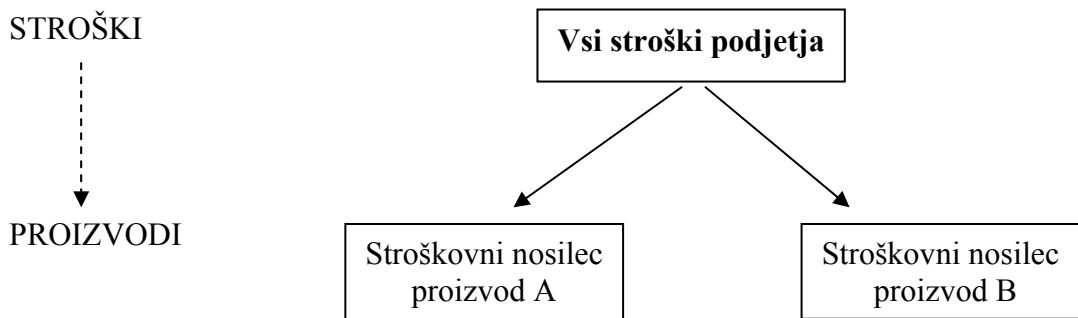 STROŠKI
Vsi stroški podjetja
PROIZVODI
Stroškovni nosilec
proizvod A
Stroškovni nosilec
proizvod B